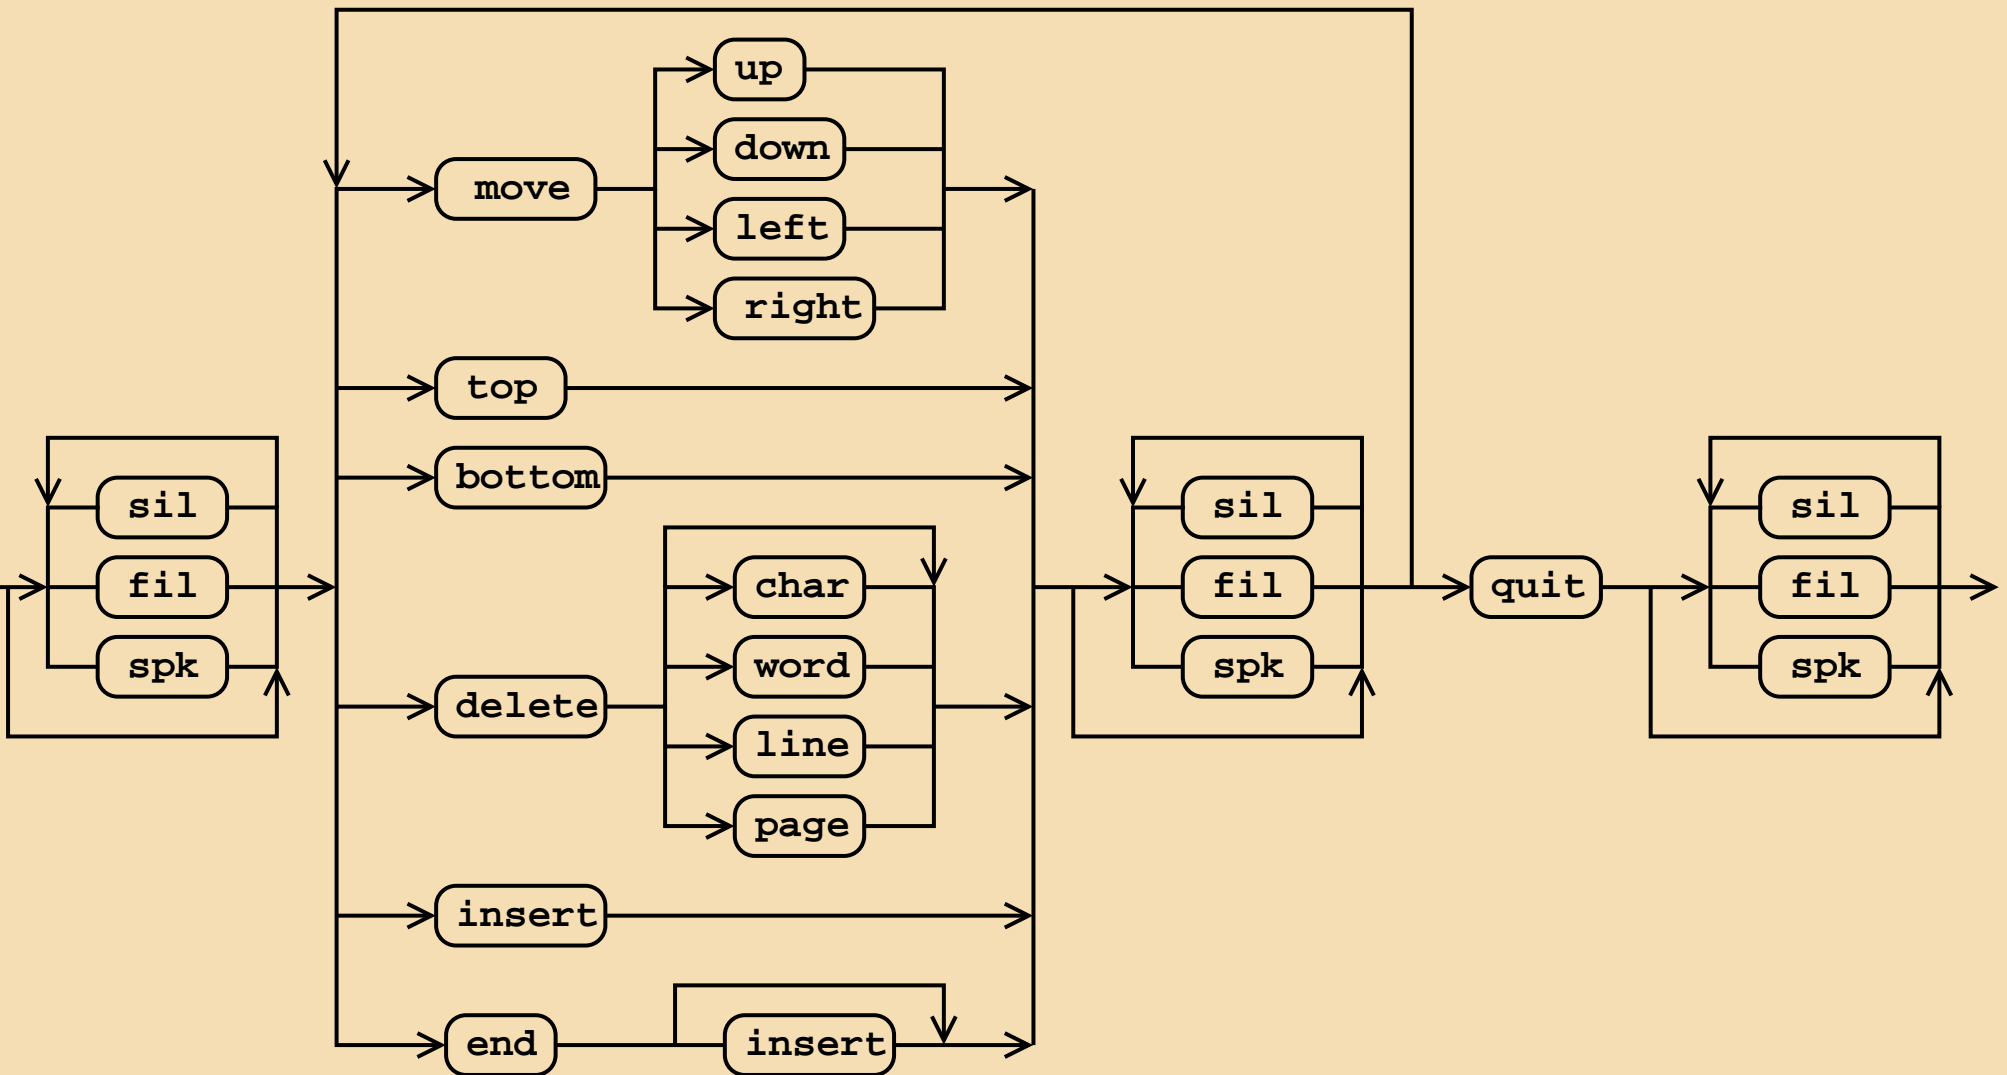 up
down
move
left
right
top
bottom
sil
sil
sil
fil
char
fil
quit
fil
spk
word
spk
spk
delete
line
page
insert
end
insert